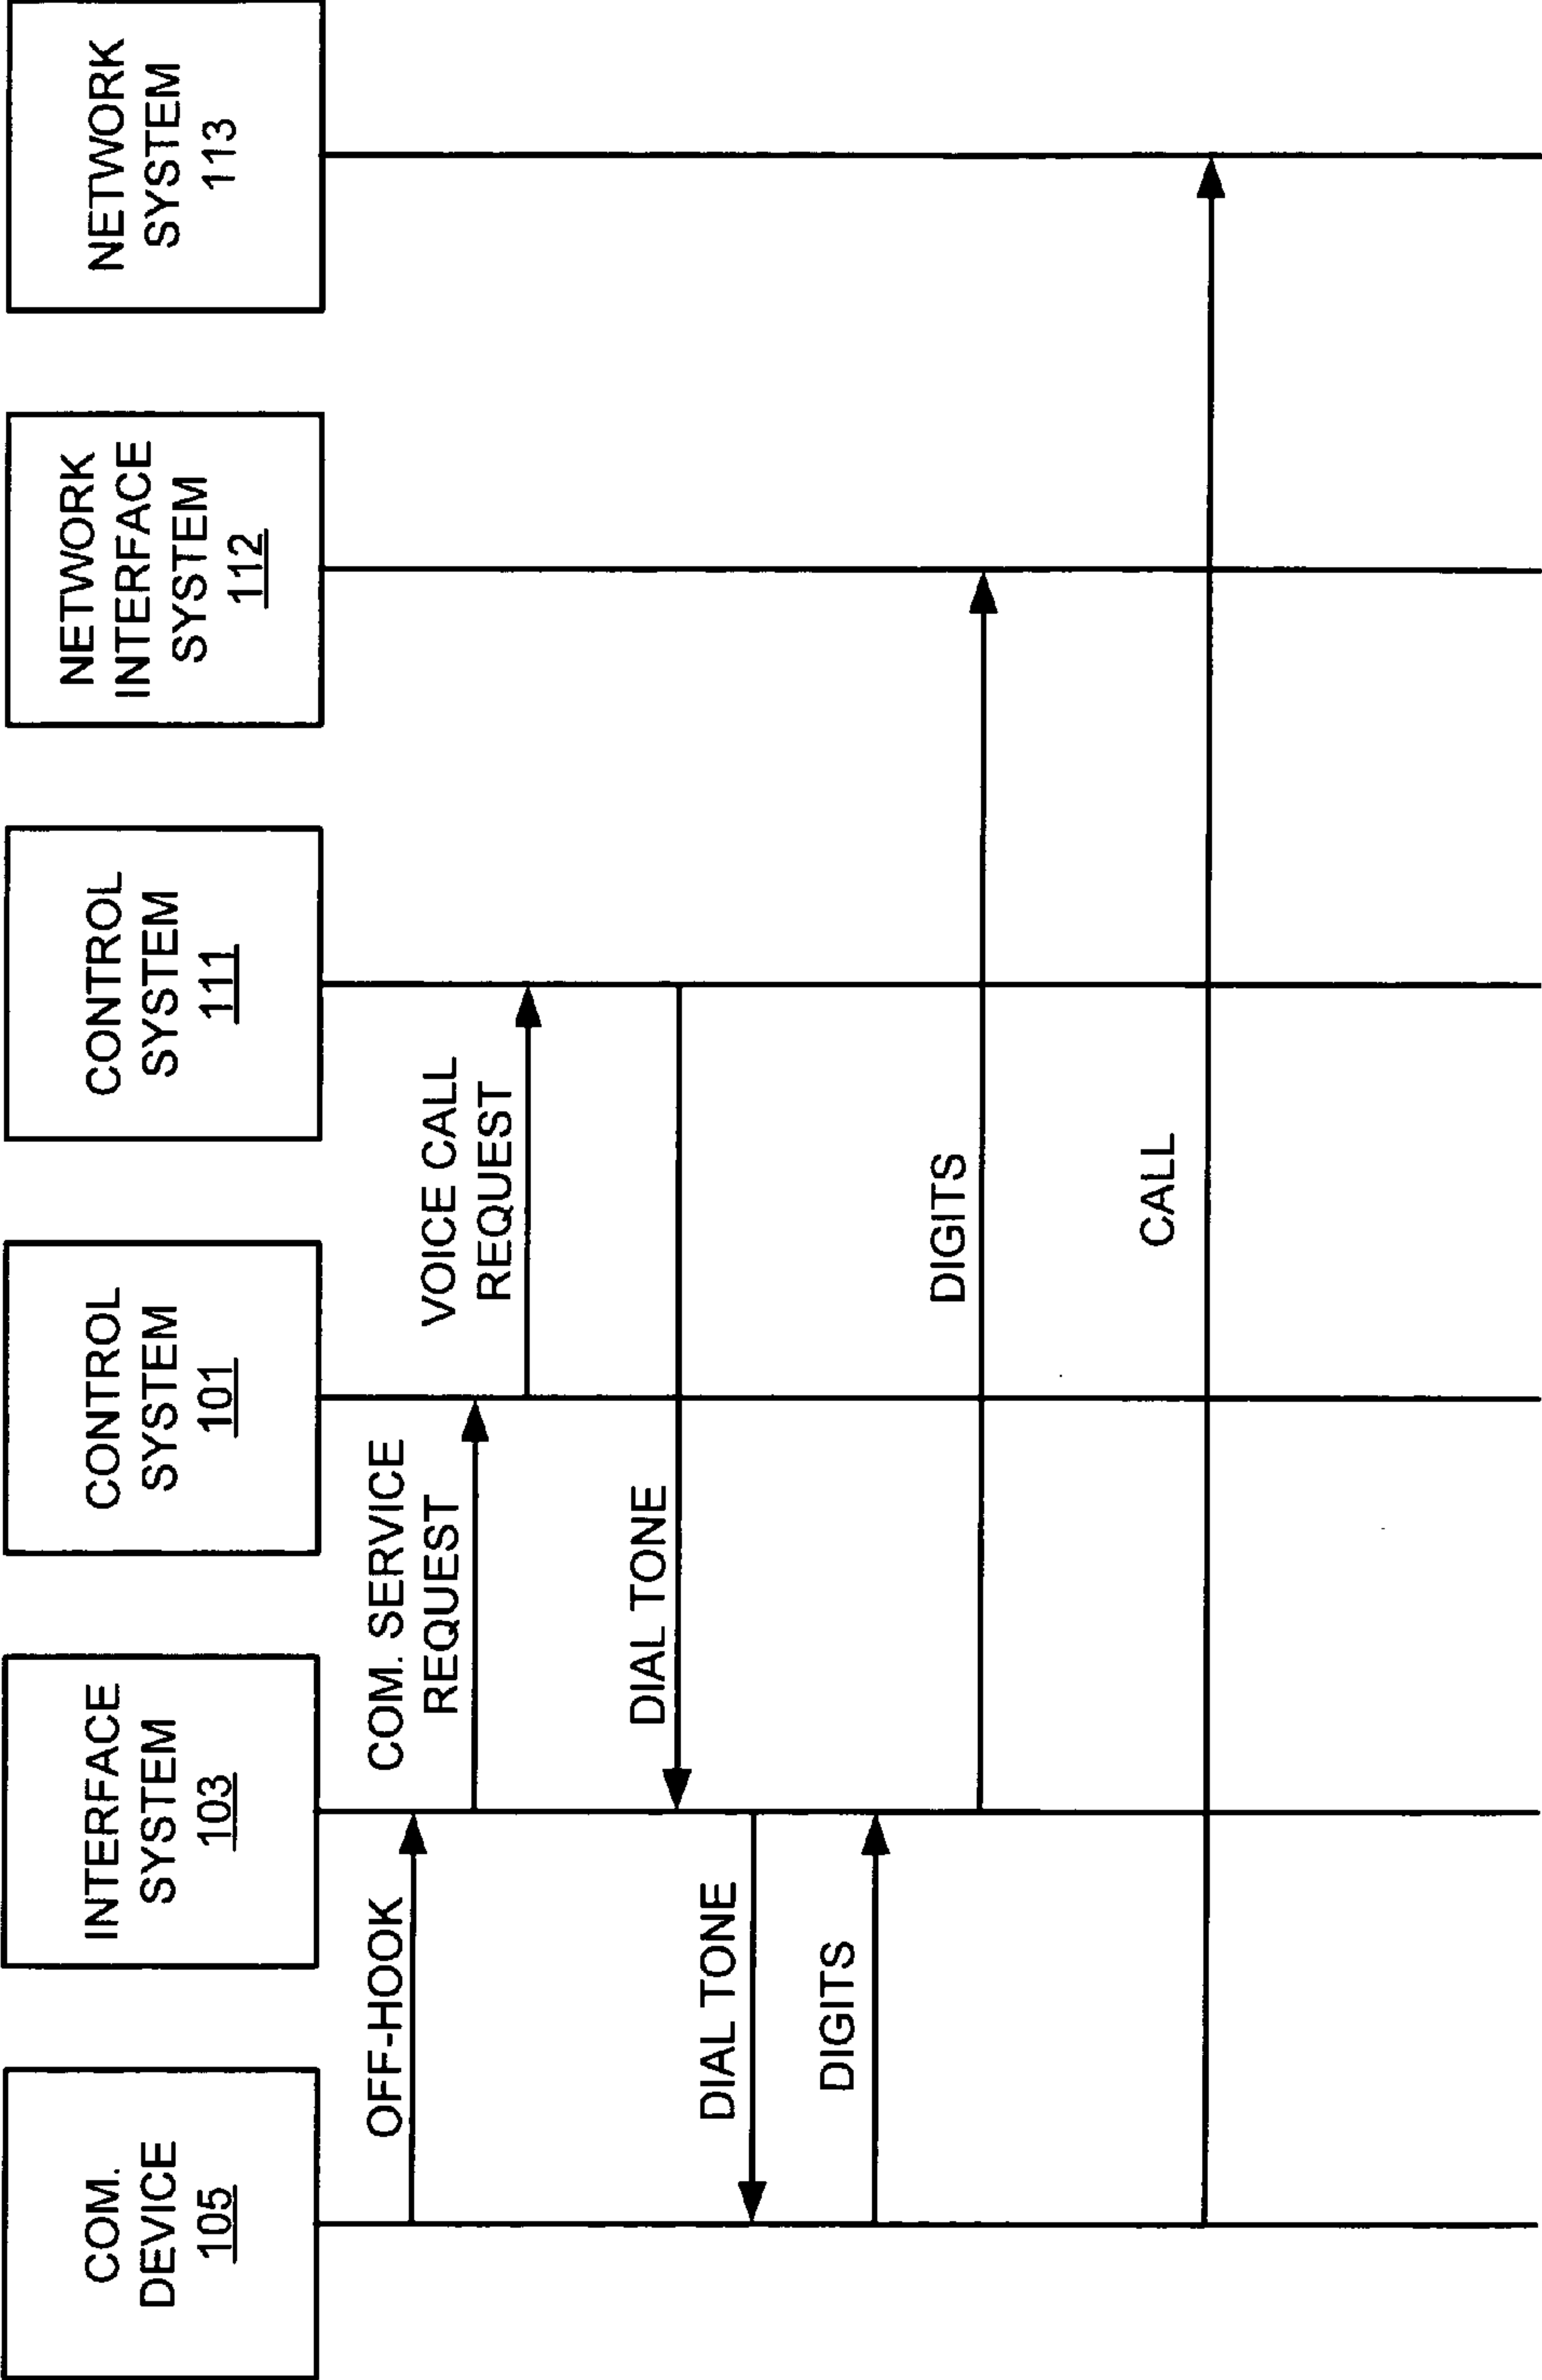 COM.
DEVICE
105
INTERFACE
SYSTEM
103
CONTROL
SYSTEM
101
CONTROL
SYSTEM
111
NETWORK
INTERFACE
SYSTEM
112
NETWORK
SYSTEM
113
OFF-HOOK
COM. SERVICE
REQUEST
VOICE CALL
REQUEST
DIAL TONE
DIAL TONE
DIGITS
DIGITS
CALL